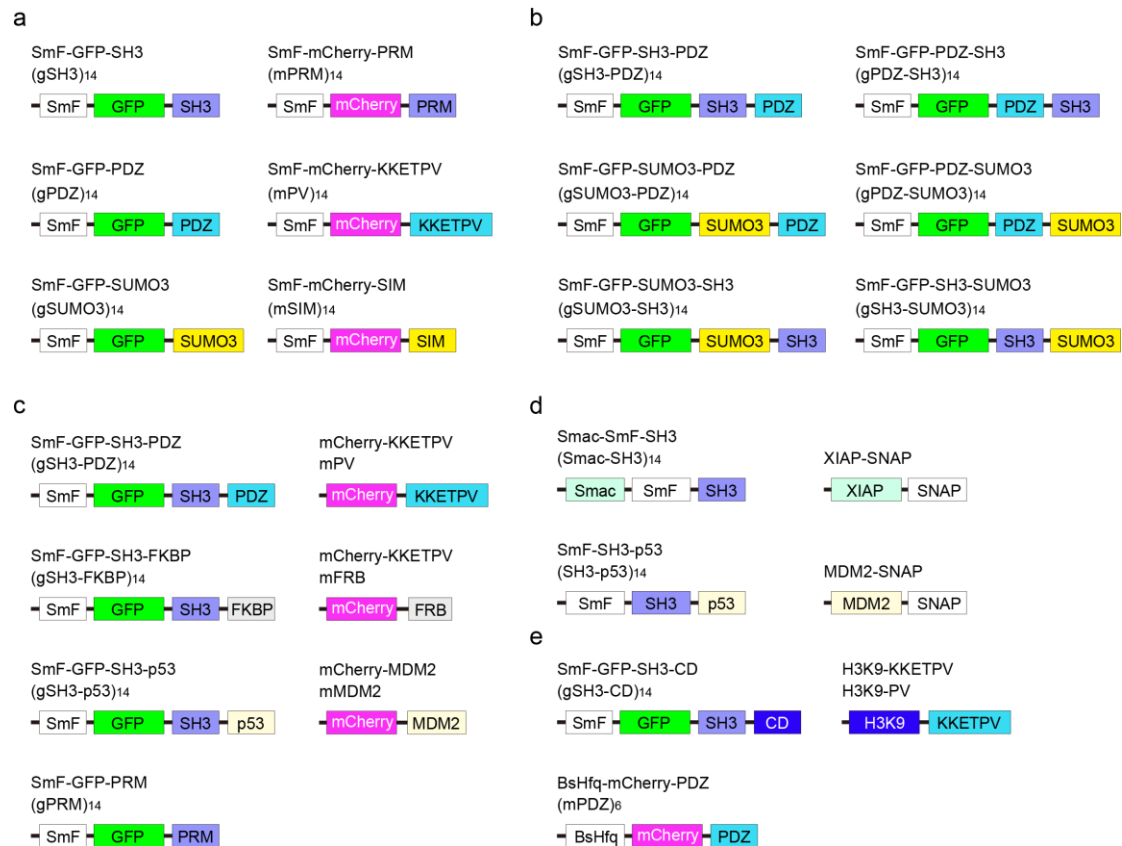 a
SmF-GFP-SH3
(gSH3)14
SmF GFP SH3
SmF-mCherry-PRM
(mPRM)14
SmF mCherry PRM
SmF-GFP-PDZ
(gPDZ)14
SmF GFP PDZ
SmF-mCherry-KKETPV
(mPV)14
SmF mCherry KKETPV
SmF-GFP-SUMO3
(gSUMO3)14
SmF GFP SUMO3
SmF-mCherry-SIM
(mSIM)14
SmF mCherry SIM
b
SmF-GFP-SH3-PDZ
(gSH3-PDZ)14
SmF GFP SH3 PDZ
SmF-GFP-PDZ-SH3
(gPDZ-SH3)14
SmF GFP PDZ SH3
SmF-GFP-SUMO3-PDZ
(gSUMO3-PDZ)14
SmF GFP SUMO3 PDZ
SmF-GFP-PDZ-SUMO3
(gPDZ-SUMO3)14
SmF GFP PDZ SUMO3
SmF-GFP-SUMO3-SH3
(gSUMO3-SH3)14
SmF GFP SUMO3 SH3
SmF-GFP-SH3-SUMO3
(gSH3-SUMO3)14
SmF GFP SH3 SUMO3
c
SmF-GFP-SH3-PDZ
(gSH3-PDZ)14
SmF GFP SH3 PDZ
mCherry-KKETPV
mPV
mCherry KKETPV
SmF-GFP-SH3-FKBP
(gSH3-FKBP)14
SmF GFP SH3 FKBP
mCherry-KKETPV
mFRB
mCherry FRB
SmF-GFP-SH3-p53
(gSH3-p53)14
SmF GFP SH3 p53
mCherry-MDM2
mMDM2
mCherry MDM2
SmF-GFP-PRM
(gPRM)14
SmF GFP PRM
d
Smac-SmF-SH3
(Smac-SH3)14
Smac SmF SH3
XIAP-SNAP
XIAP SNAP
SmF-SH3-p53
(SH3-p53)14
SmF SH3 p53
MDM2-SNAP
MDM2 SNAP
e
SmF-GFP-SH3-CD
(gSH3-CD)14
SmF GFP SH3 CD
H3K9-KKETPV
H3K9-PV
H3K9 KKETPV
BsHfq-mCherry-PDZ
(mPDZ)6
BsHfq mCherry PDZ